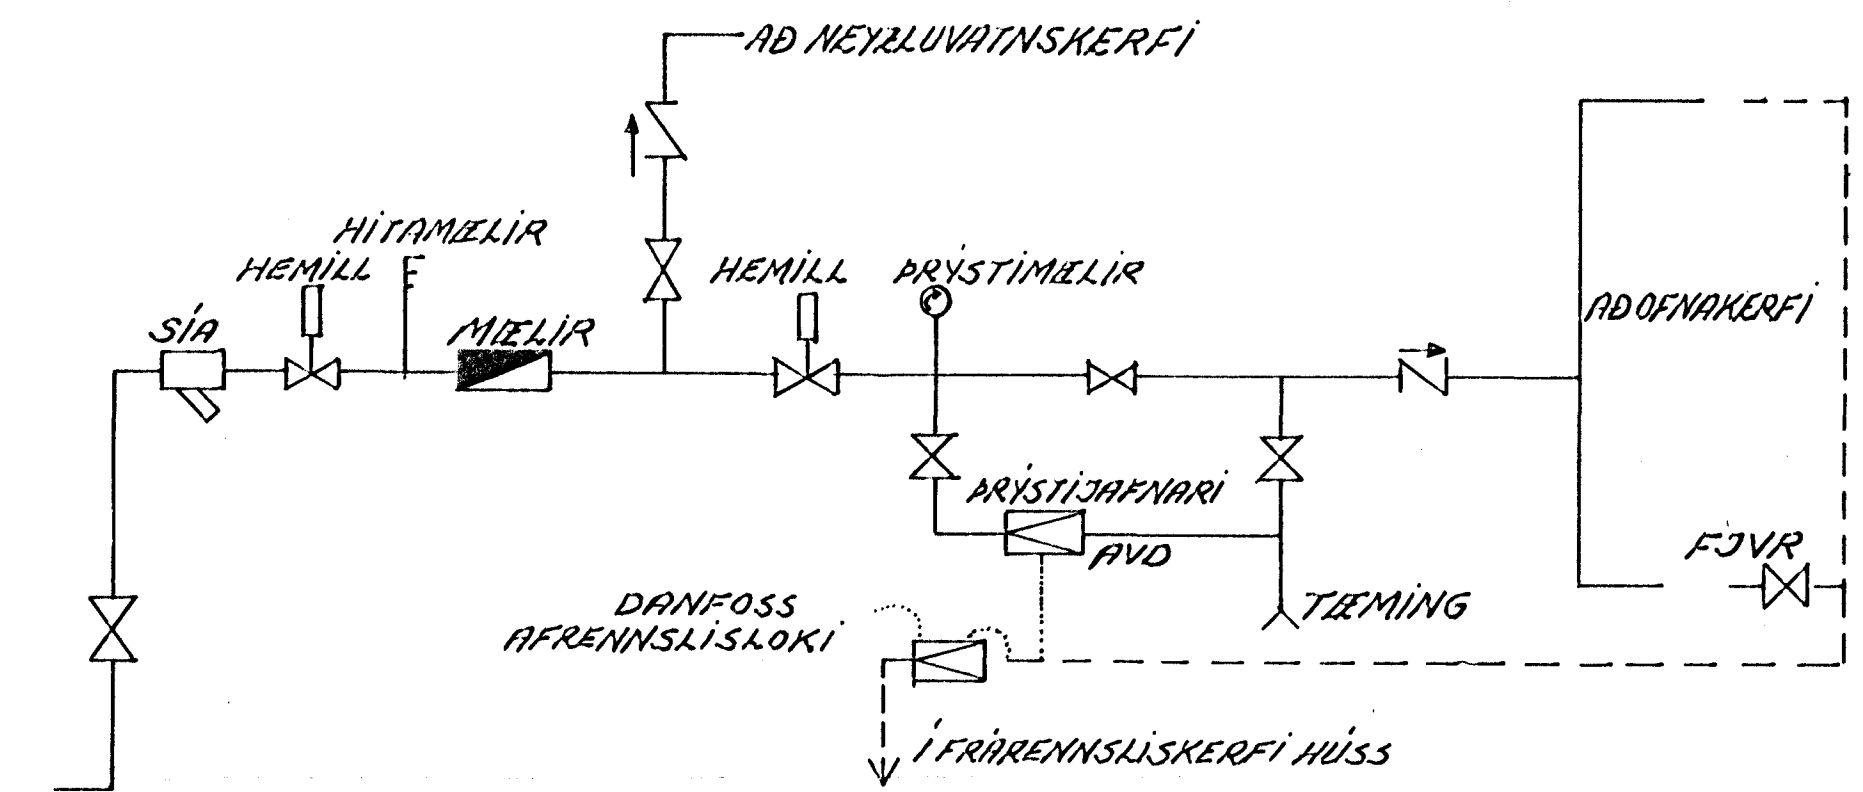 AÐ NEYZLUVATNSKERFI
HITAMÆLIR
HEMILL
HEMILL
ÞRÝSTIMÆLIR
SÍA
MÆLIR
AÐ OFNAKERFI
ÞRÝSTIJAFNARI
AVD
FJVR
DANFOSS
AFRENNSLISLOKI
TÆMING
Í FRÁRENNSLISKERFI HÚSS